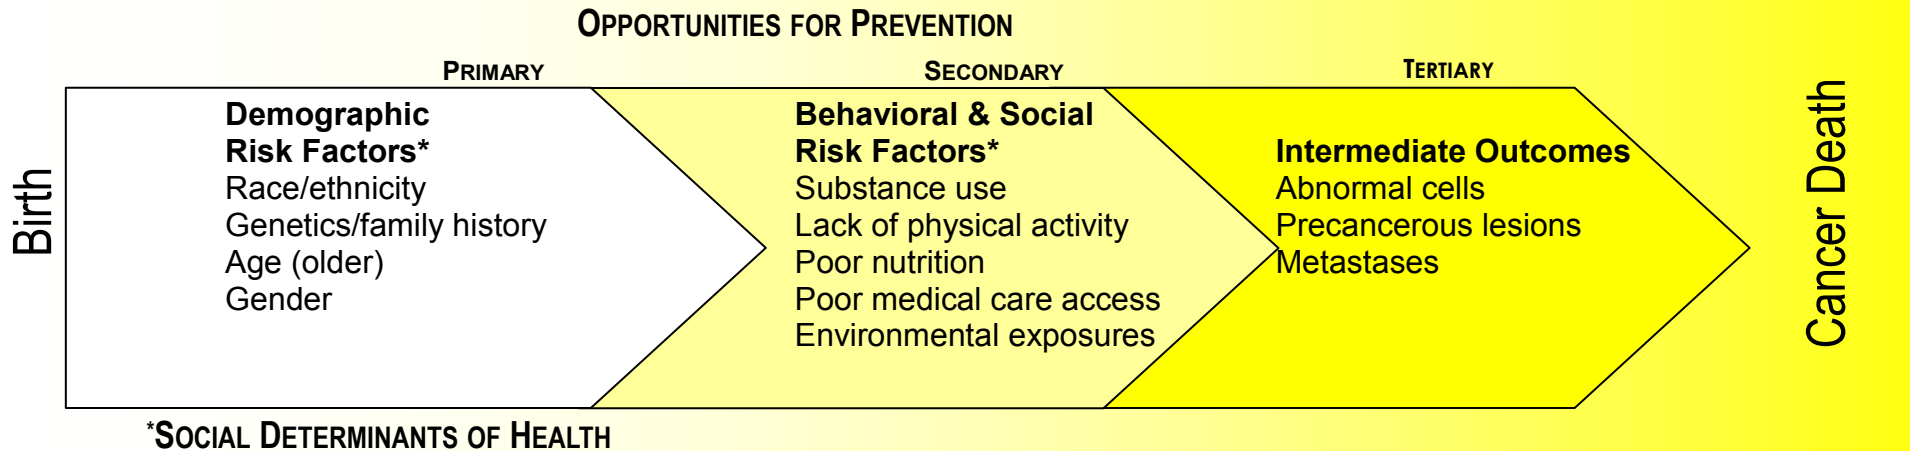 OPPORTUNITIES FOR PREVENTION
PRIMARY
SECONDARY
TERTIARY
Birth
Demographic
Risk Factors*
Race/ethnicity
Genetics/family history
Age (older)
Gender
Behavioral & Social
Risk Factors*
Substance use
Lack of physical activity
Poor nutrition
Poor medical care access
Environmental exposures
Intermediate Outcomes
Abnormal cells
Precancerous lesions
Metastases
Cancer Death
*SOCIAL DETERMINANTS OF HEALTH